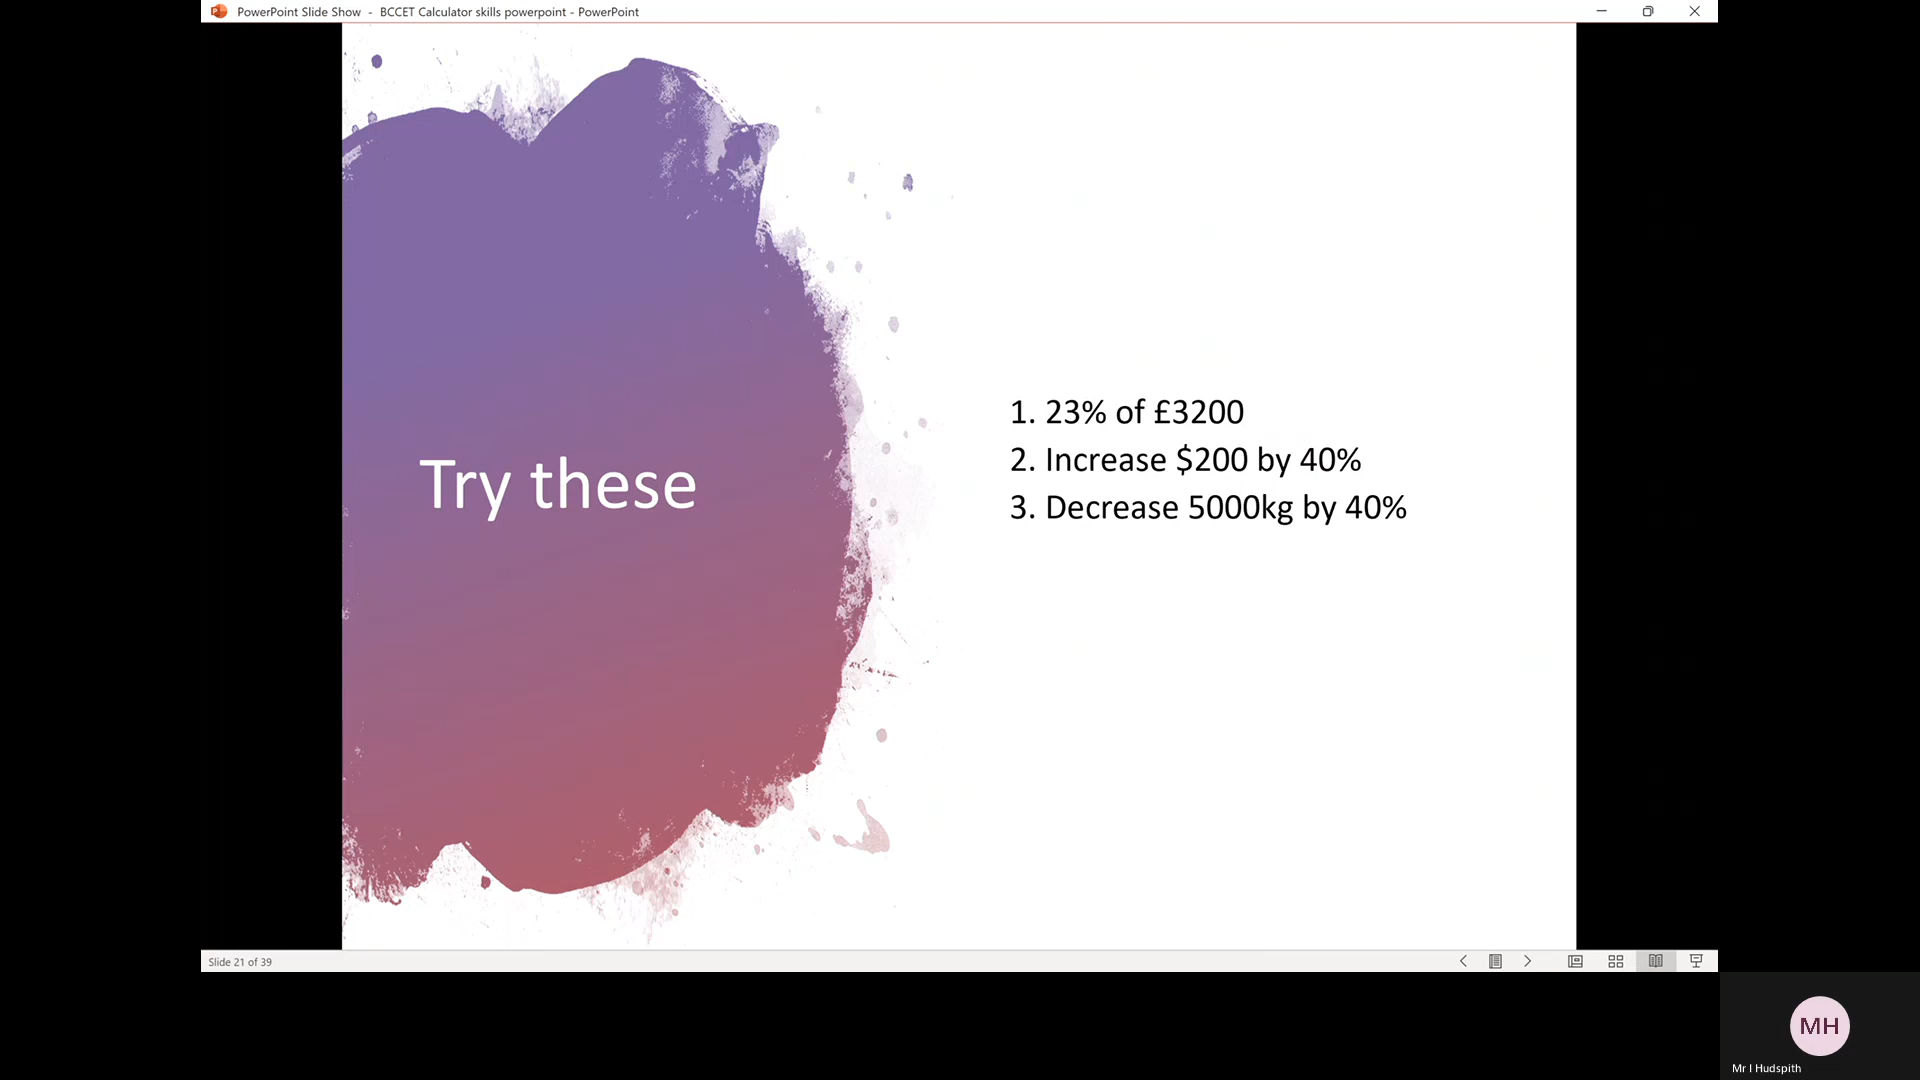 PowerPoint Slide Show - BCCET Calculator skills powerpoint - PowerPoint
Try these
1. 23% of £3200
2. Increase $200 by 40%
3. Decrease 5000kg by 40%
Slide 21 of 39
MH
Mr I Hudspith